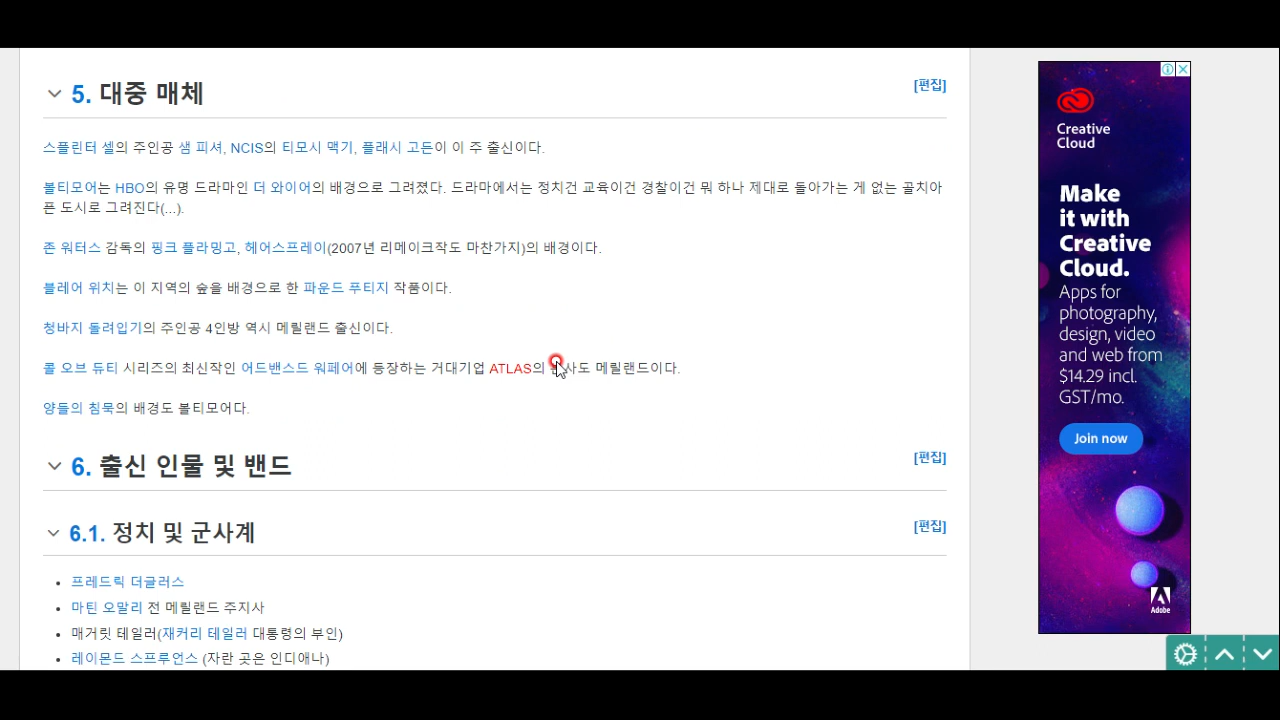 5. 대중 매체
[편집]
스플린터 셀의 주인공 샘 피셔, NCIS의 티모시 맥기, 플래시 고든이 이 주 출신이다.
볼티모어는 HBO의 유명 드라마인 더 와이어의 배경으로 그려졌다. 드라마에서는 정치건 교육이건 경찰이건 뭐 하나 제대로 돌아가는 게 없는 골치아
픈 도시로 그려진다(...).
존 워터스 감독의 핑크 플라밍고, 헤어스프레이(2007년 리메이크작도 마찬가지)의 배경이다.
블레어 위치는 이 지역의 숲을 배경으로 한 파운드 푸티지 작품이다.
청바지 돌려입기의 주인공 4인방 역시 메릴랜드 출신이다.
콜 오브 듀티 시리즈의 최신작인 어드밴스드 워페어에 등장하는 거대기업 ATLAS의 메릴랜드이다.
양들의 침묵의 배경도 볼티모어다.
6. 출신 인물 및 밴드
[편집]
6.1. 정치 및 군사계
[편집]
• 프레드릭 더글러스
• 마틴 오말리 전 메릴랜드 주지사
• 매거릿 테일러(재커리 테일러 대통령의 부인)
• 레이몬드 스프루언스 (자란 곳은 인디애나)
Creative
Cloud
Make
it with
Creative
Cloud.
Apps for
photography,
design, video
and web from
$14.29 incl.
GST/mo.
Join now
Adobe